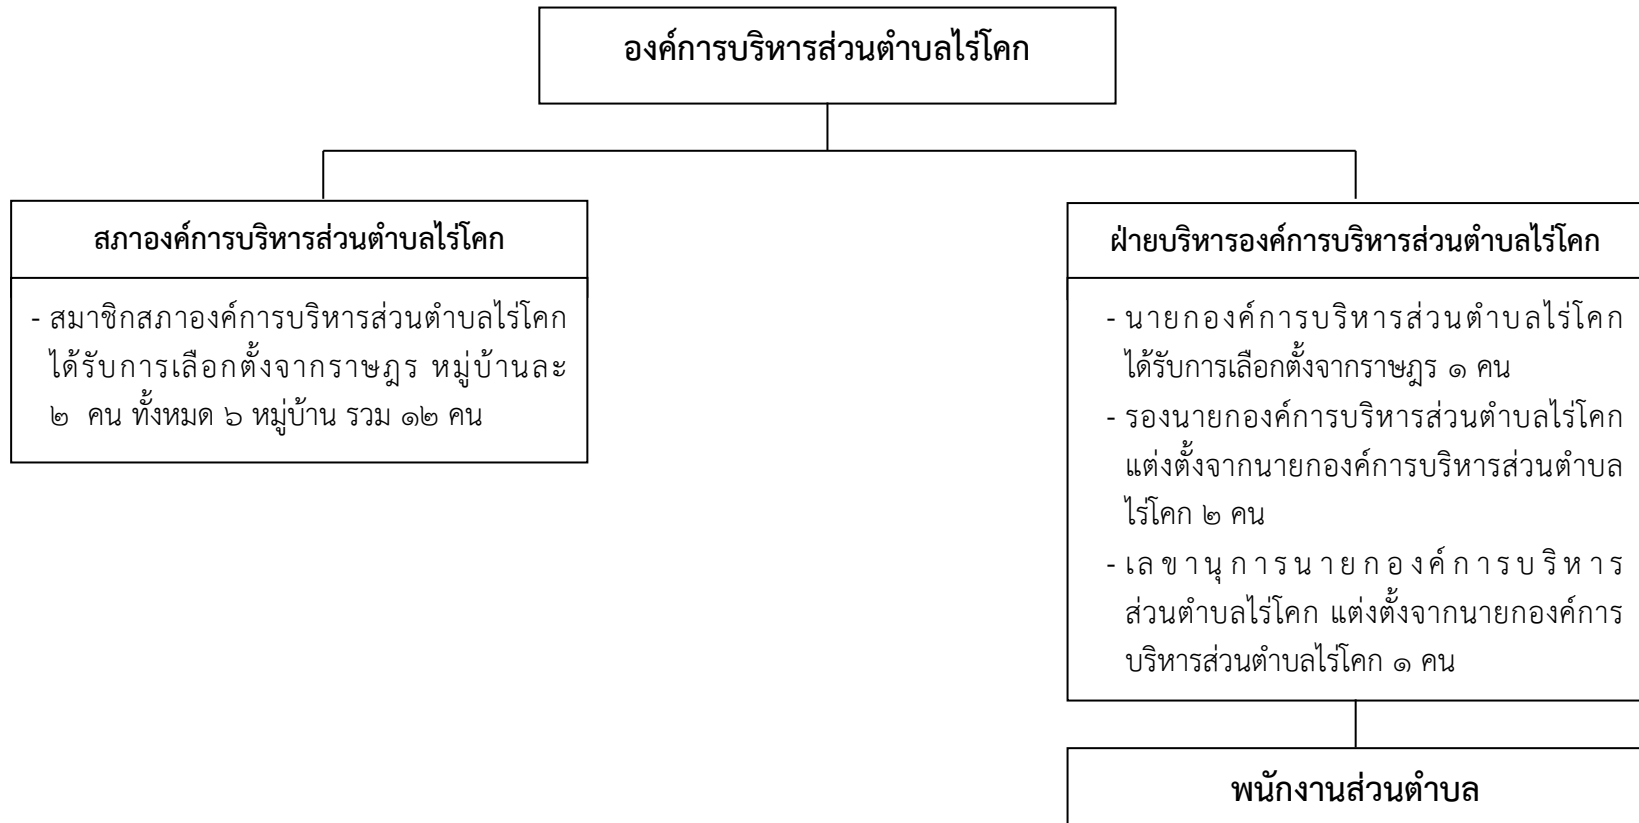 องค์การบริหารส่วนตำบลไร่โคก
สภาองค์การบริหารส่วนตำบลไร่โคก
- สมาชิกสภาองค์การบริหารส่วนตำบลไร่โคก
ได้รับการเลือกตั้งจากราษฎร หมู่บ้านละ
๒ คน ทั้งหมด ๖ หมู่บ้าน รวม ๑๒ คน
ฝ่ายบริหารองค์การบริหารส่วนตำบลไร่โคก
- นายกองค์การบริหารส่วนตำบลไร่โคก
ได้รับการเลือกตั้งจากราษฎร ๑ คน
- รองนายกองค์การบริหารส่วนตำบลไร่โคก
แต่งตั้งจากนายกองค์การบริหารส่วนตำบล
ไร่โคก ๒ คน
- เลขานุการนายกองค์การบริหาร
ส่วนตำบลไร่โคก แต่งตั้งจากนายกองค์การ
บริหารส่วนตำบลไร่โคก ๑ คน
พนักงานส่วนตำบล